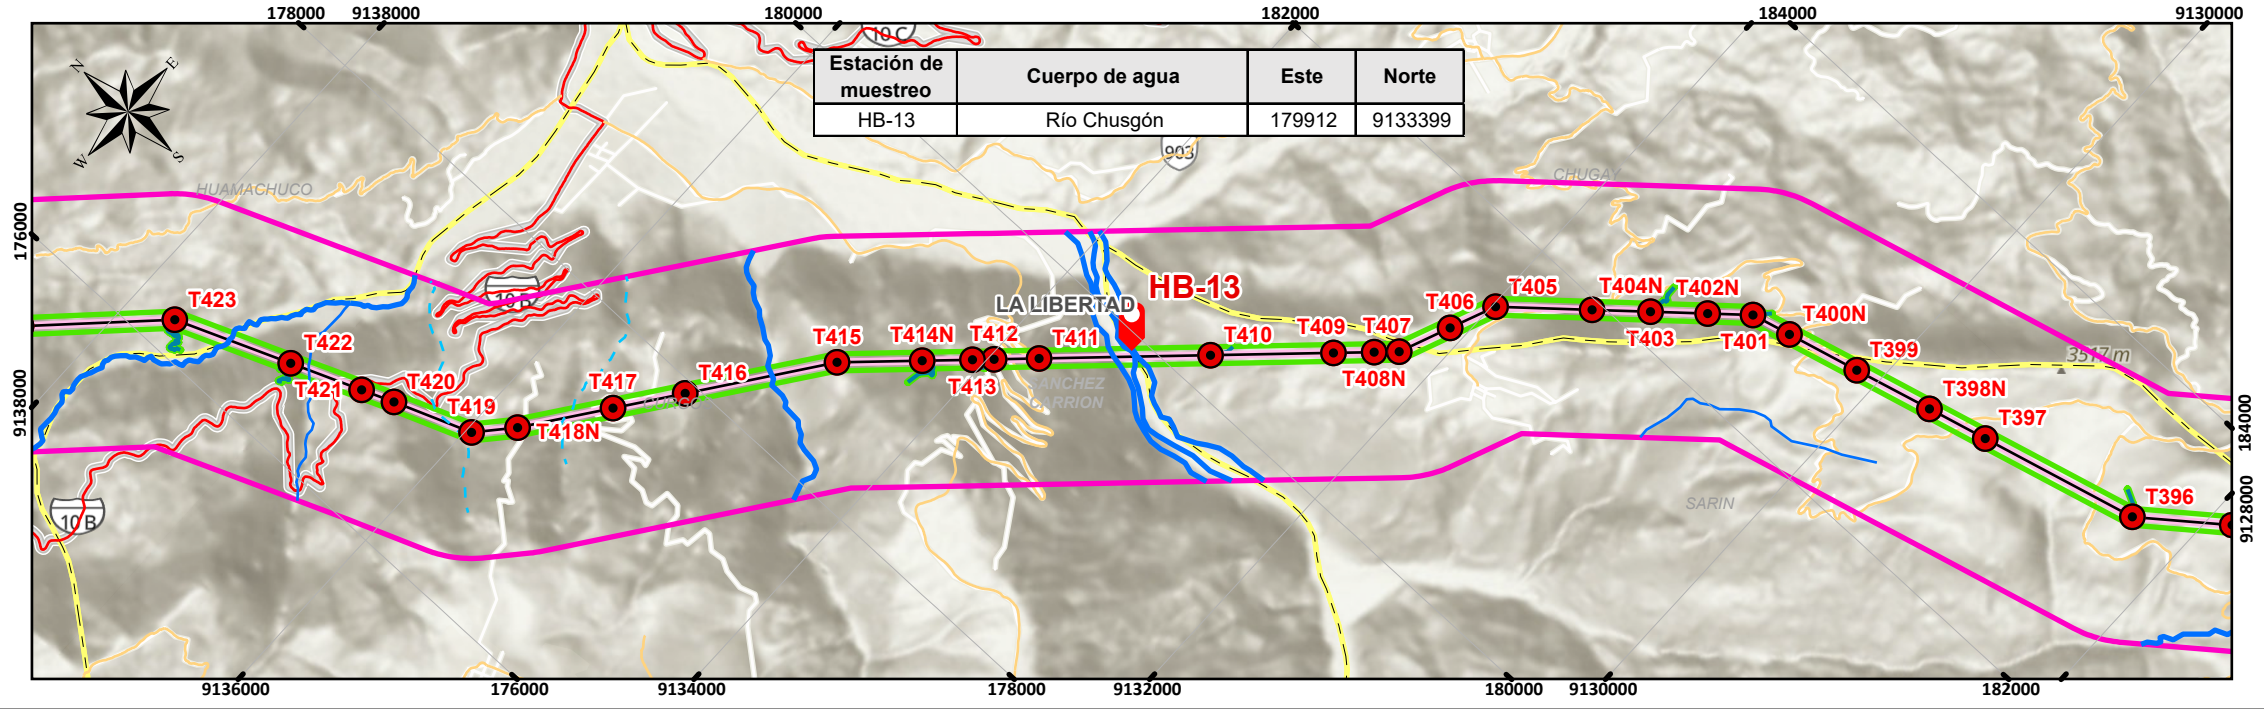 178000
9138000
180000
182000
184000
9130000
N
E
W
S
10 C
Estación de muestreo
Cuerpo de agua
Este
Norte
HB-13
Río Chusgón
179912
9133399
903
HUAMACHUCO
CHUGAY
176000
9138000
10 B
LA LIBERTAD
HB-13
T423
T422
T421
T420
T419
T418N
T417
T416
CURGOS
T415
T414N
T413
T412
T411
SANCHEZ
CARRION
T410
T409
T408N
T407
T406
T405
T404N
T403
T402N
T401
T400N
T399
T398N
T397
T396
3517 m
SARIN
10 B
184000
9128000
9136000
176000
9134000
178000
9132000
180000
9130000
182000